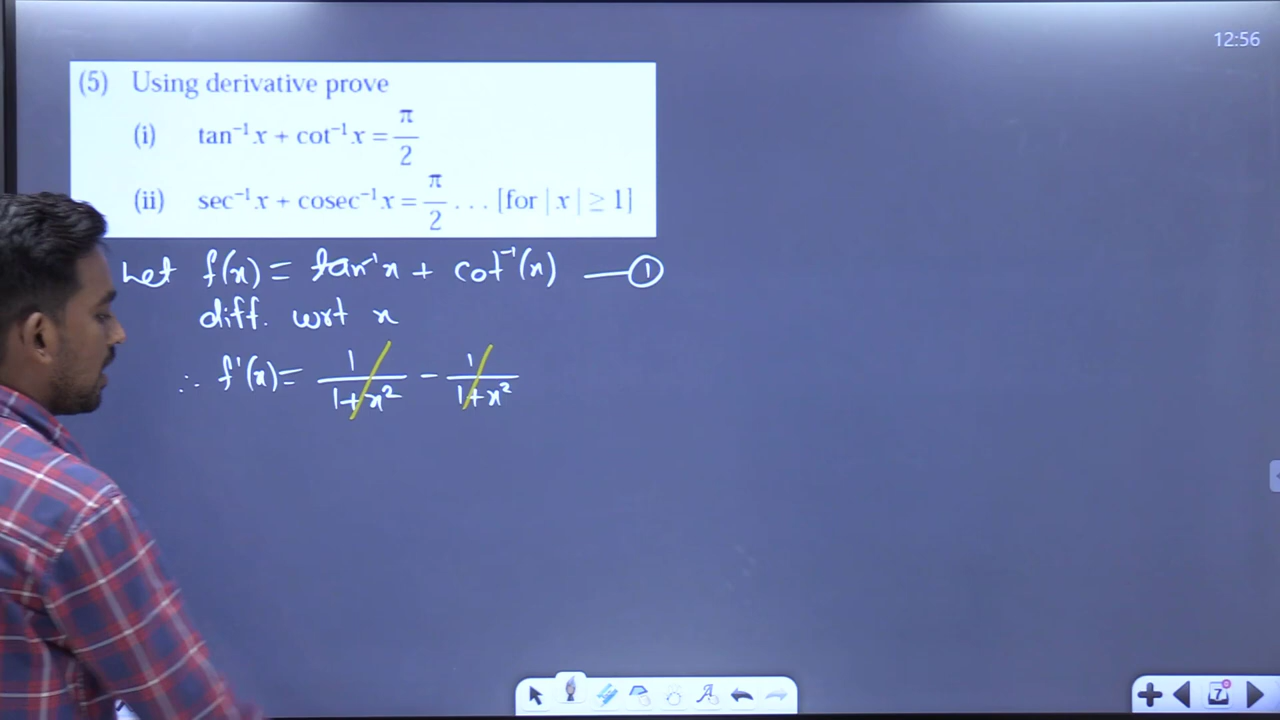 12:56
(5) Using derivative prove
(i) tan⁻¹x + cot⁻¹x = π/2
(ii) sec⁻¹x + cosec⁻¹x = π/2 . . . [for | x | ≥ 1]
Let f(x) = tan⁻¹x + cot⁻¹(x) —①
diff. wrt x
∴ f'(x) = 1/(1+x²) - 1/(1+x²)
7